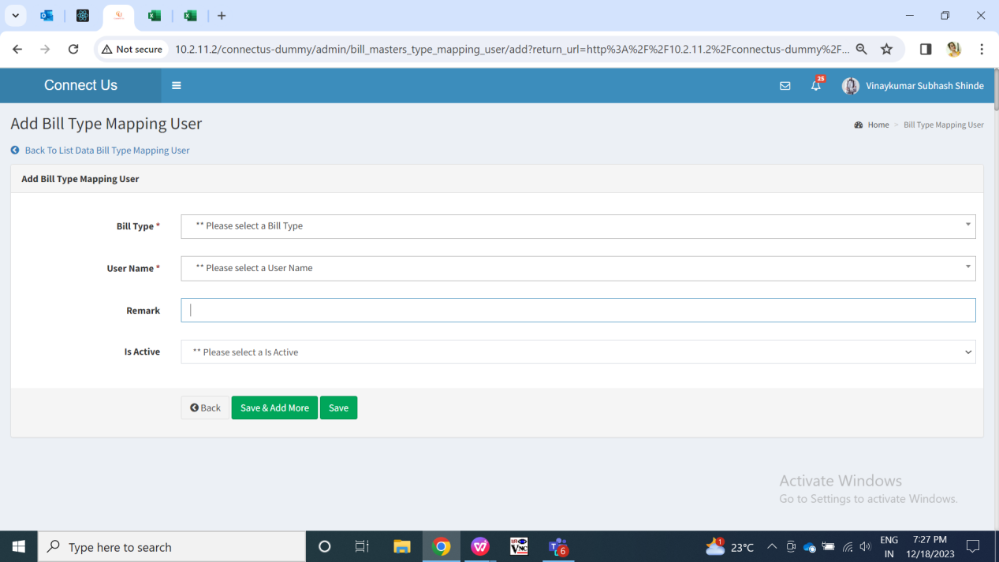 Not secure
10.2.11.2/connectus-dummy/admin/bill_masters_type_mapping_user/add?return_url=http%3A%2F%2F10.2.11.2%2Fconnectus-dummy%2F...
Connect Us
25
Vinaykumar Subhash Shinde
Add Bill Type Mapping User
Home > Bill Type Mapping User
Back To List Data Bill Type Mapping User
Add Bill Type Mapping User
Bill Type *
** Please select a Bill Type
User Name *
** Please select a User Name
Remark
Is Active
** Please select a Is Active
Back
Save & Add More
Save
Activate Windows
Go to Settings to activate Windows.
Type here to search
VNC
6
1
23°C
ENG
IN
7:27 PM
12/18/2023